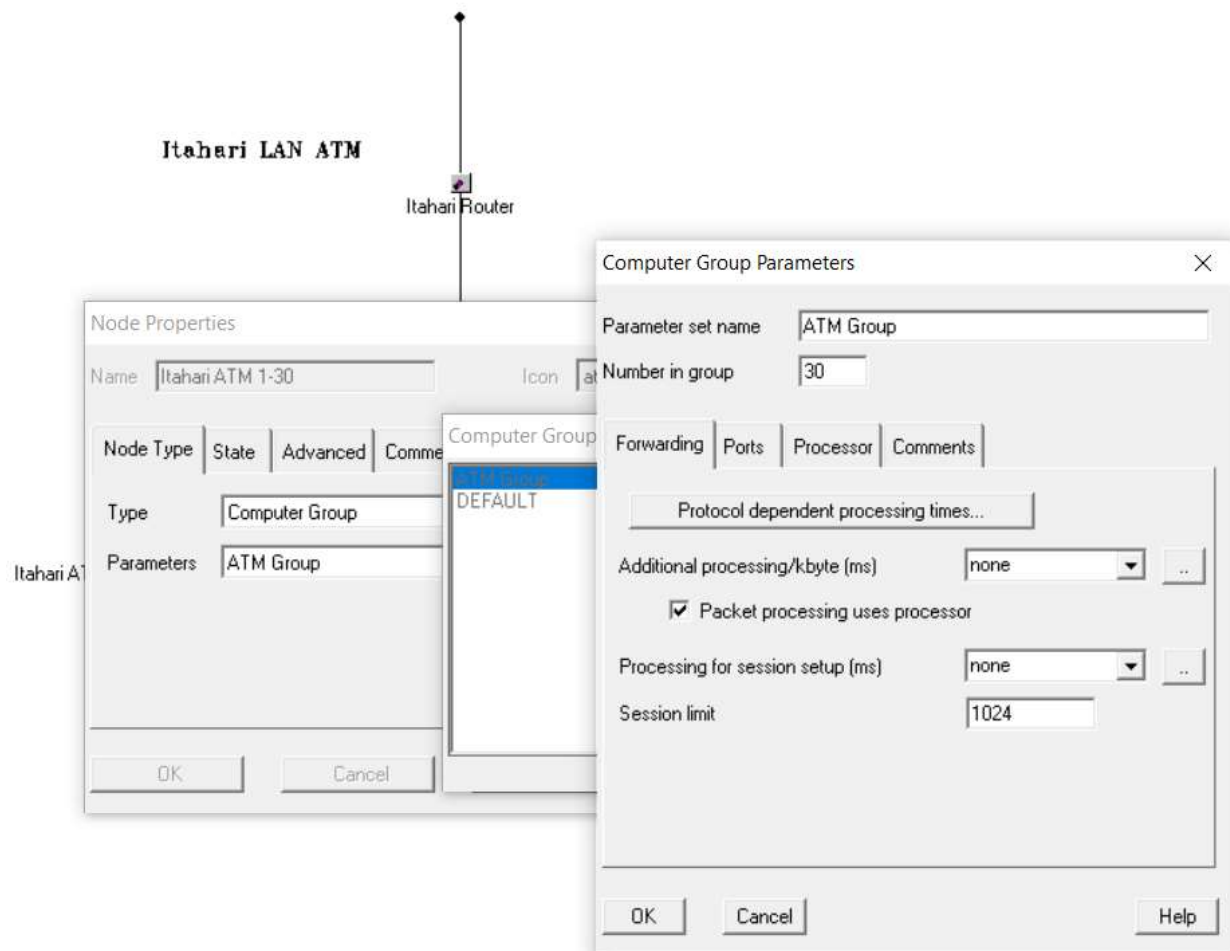 Itahari LAN ATM
Itahari Router
Itahari AT
Node Properties
Name Itahari ATM 1-30 Icon at
Node Type State Advanced Comme
Type Computer Group
Parameters ATM Group
OK Cancel
Computer Group
ATM Group
DEFAULT
Computer Group Parameters
Parameter set name ATM Group
Number in group 30
Forwarding Ports Processor Comments
Protocol dependent processing times...
Additional processing/kbyte (ms) none ..
Packet processing uses processor
Processing for session setup (ms) none ..
Session limit 1024
OK Cancel Help